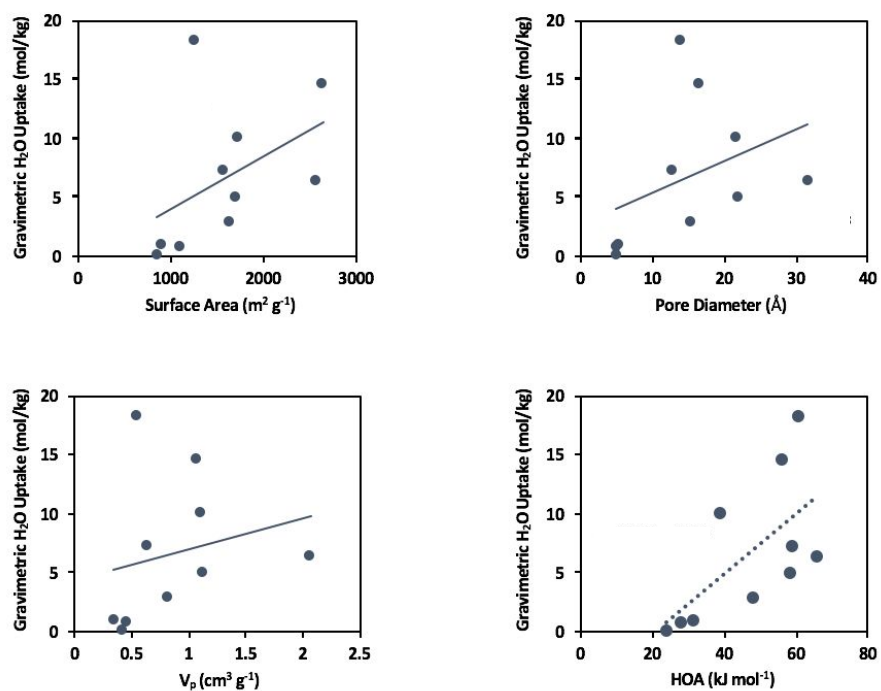 Gravimetric H₂O Uptake (mol/kg)
20
15
10
5
0
0 1000 2000 3000
Surface Area (m² g⁻¹)
Gravimetric H₂O Uptake (mol/kg)
20
15
10
5
0
0 10 20 30 40
Pore Diameter (Å)
Gravimetric H₂O Uptake (mol/kg)
20
15
10
5
0
0 0.5 1 1.5 2 2.5
Vₚ (cm³ g⁻¹)
Gravimetric H₂O Uptake (mol/kg)
20
15
10
5
0
0 20 40 60 80
HOA (kJ mol⁻¹)